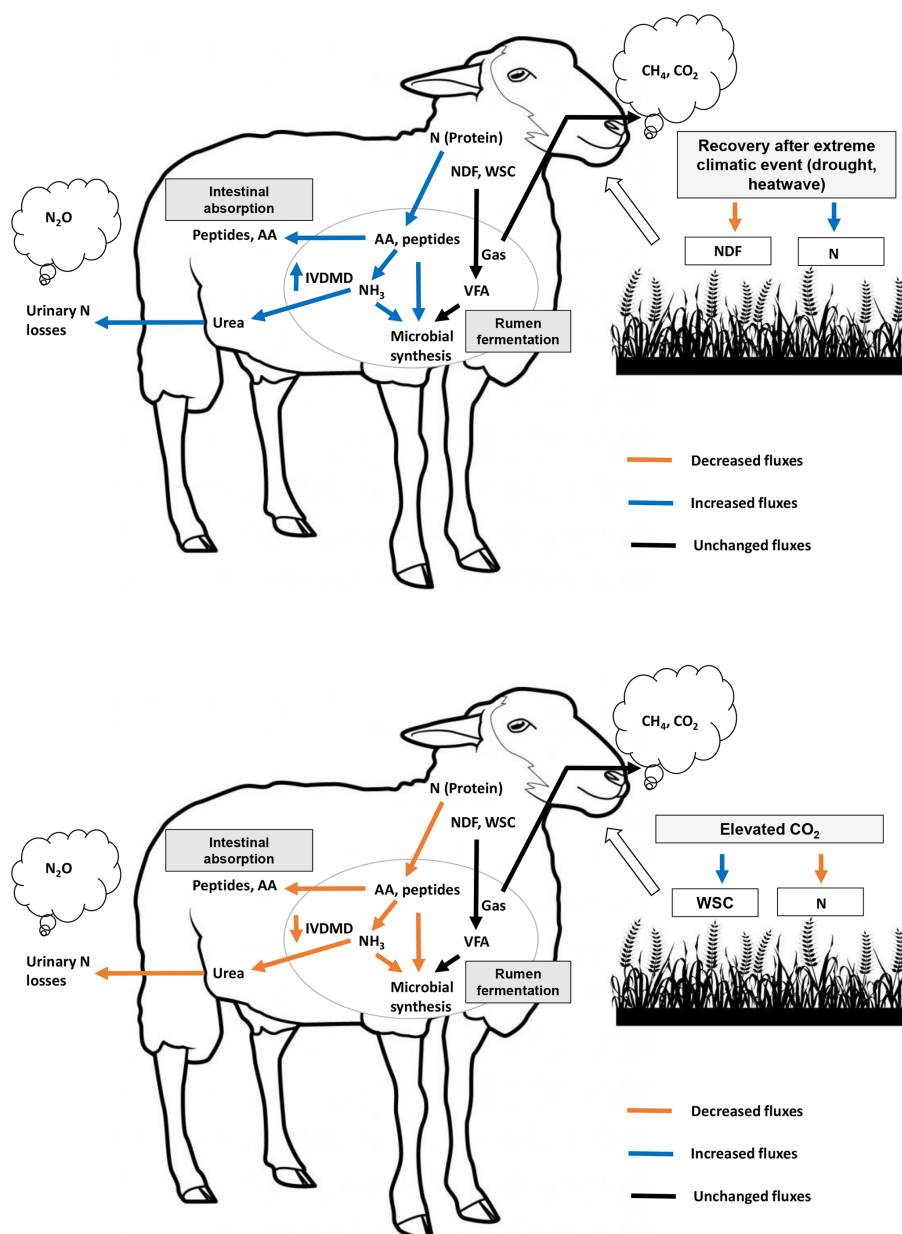 CH₄, CO₂
N (Protein)
Recovery after extreme
climatic event (drought,
heatwave)
NDF, WSC
Intestinal
absorption
N₂O
Peptides, AA
AA, peptides
Gas
NDF
N
IVDMD
NH₃
VFA
Urinary N
losses
Urea
Microbial
synthesis
Rumen
fermentation
Decreased fluxes
Increased fluxes
Unchanged fluxes
CH₄, CO₂
N (Protein)
NDF, WSC
Elevated CO₂
Intestinal
absorption
N₂O
Peptides, AA
AA, peptides
Gas
WSC
N
IVDMD
NH₃
VFA
Urinary N
losses
Urea
Microbial
synthesis
Rumen
fermentation
Decreased fluxes
Increased fluxes
Unchanged fluxes